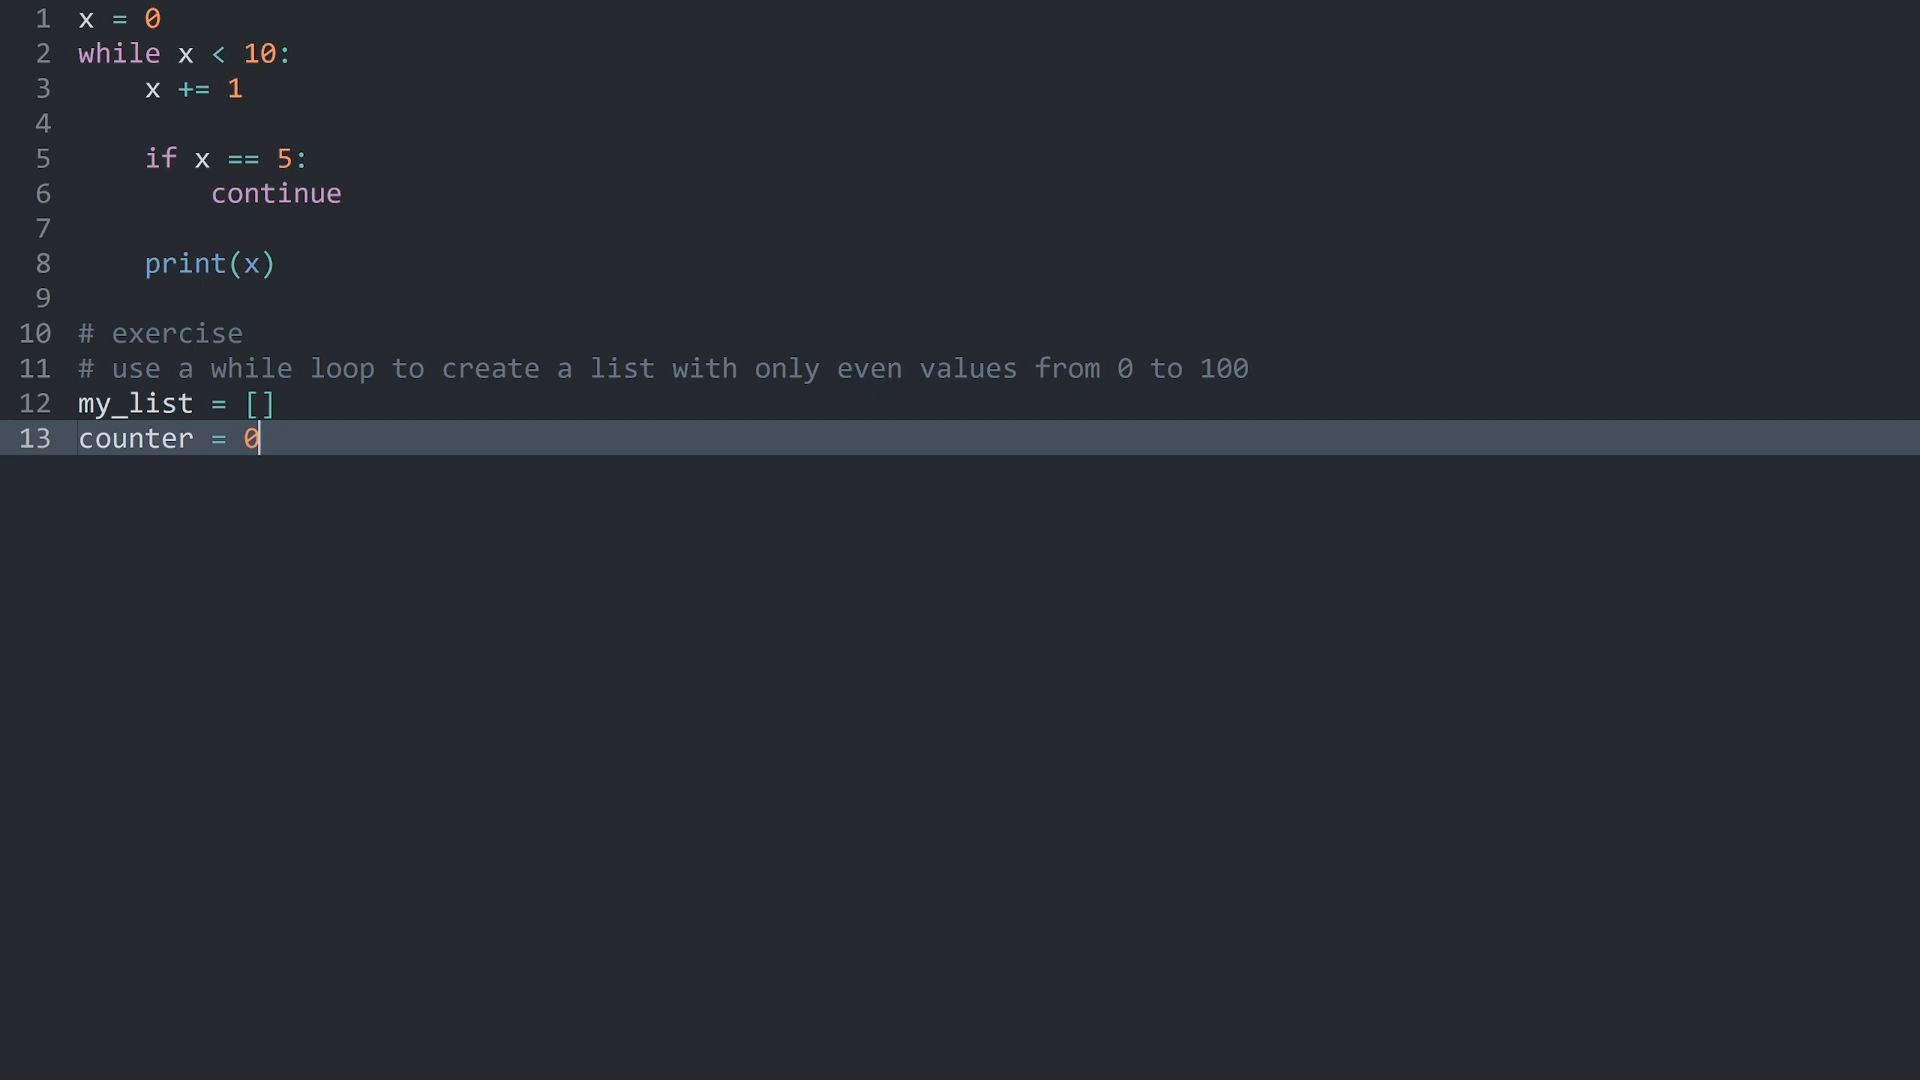 1 x = 0
2 while x < 10:
3     x += 1
4
5     if x == 5:
6         continue
7
8     print(x)
9
10 # exercise
11 # use a while loop to create a list with only even values from 0 to 100
12 my_list = []
13 counter = 0